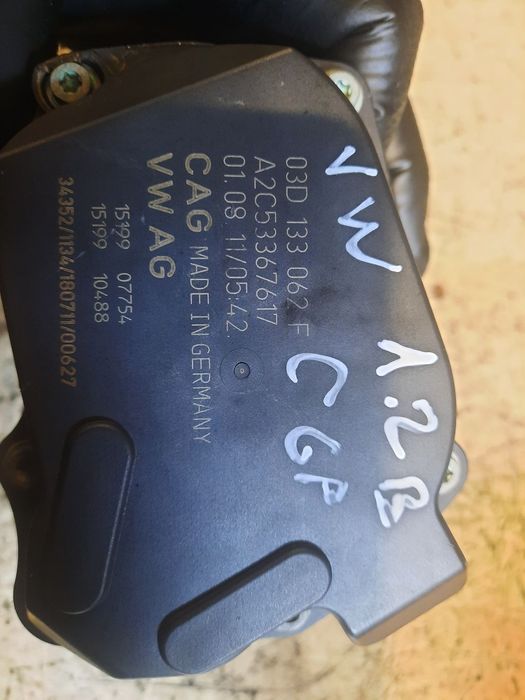 03D 133 062 F
A2C53367617
01.08.11/05:42
CAG MADE IN GERMANY
VW AG
15199 07754
15199 10488
34352/1134/180711/00627
VW 1.2B
CGP